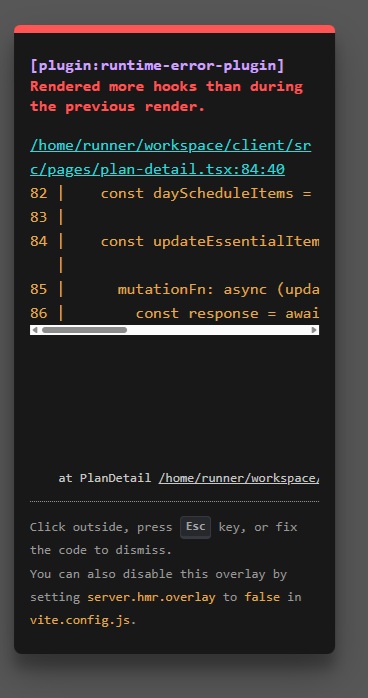 [plugin:runtime-error-plugin]
Rendered more hooks than during
the previous render.
/home/runner/workspace/client/sr
c/pages/plan-detail.tsx:84:40
82 |    const dayScheduleItems =
83 |
84 |    const updateEssentialItem
|
85 |      mutationFn: async (upda
86 |        const response = awai
at PlanDetail /home/runner/workspace/
Click outside, press Esc key, or fix
the code to dismiss.
You can also disable this overlay by
setting server.hmr.overlay to false in
vite.config.js.